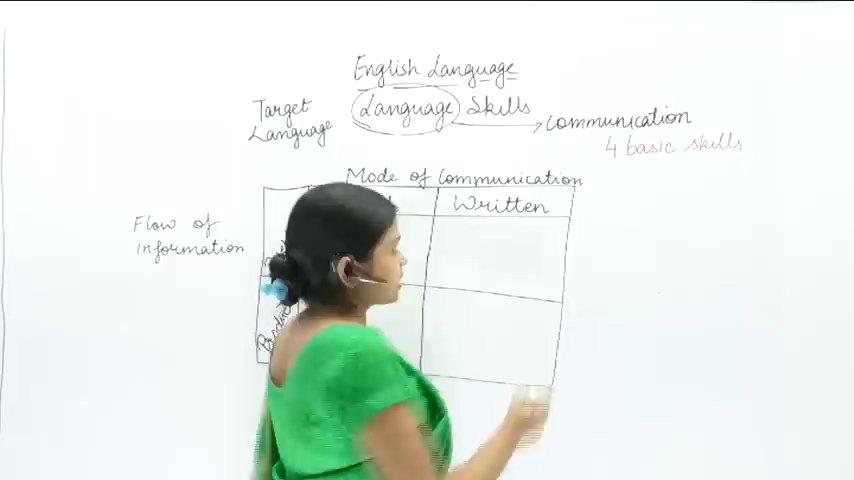 English Language
Target
Language
Language Skills
Communication
4 basic skills
Mode of Communication
Written
Flow of
information